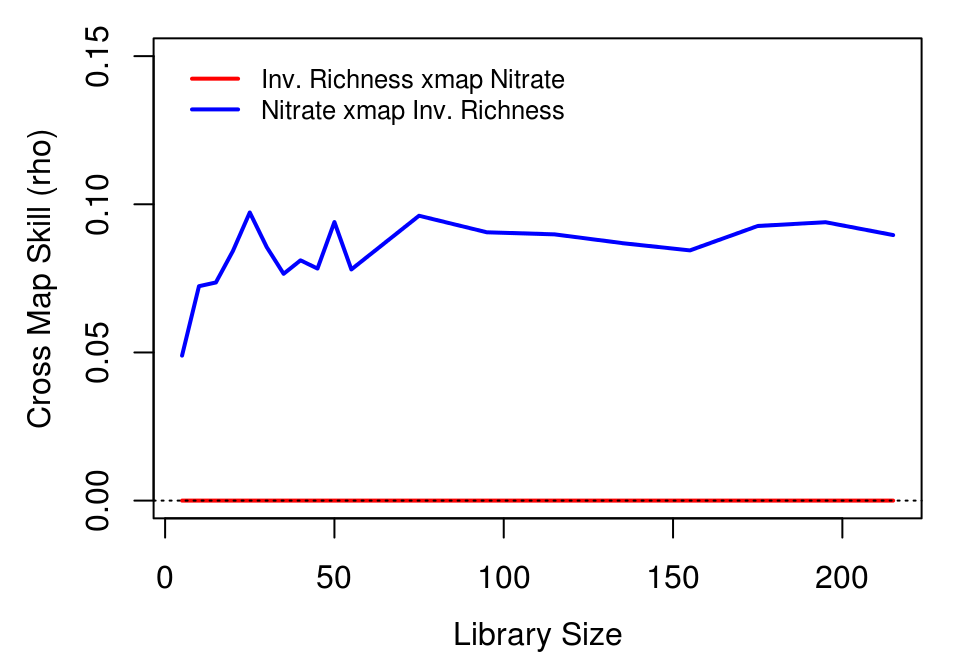 Inv. Richness xmap Nitrate
Nitrate xmap Inv. Richness
Cross Map Skill (rho)
0.15
0.10
0.05
0.00
0 50 100 150 200
Library Size